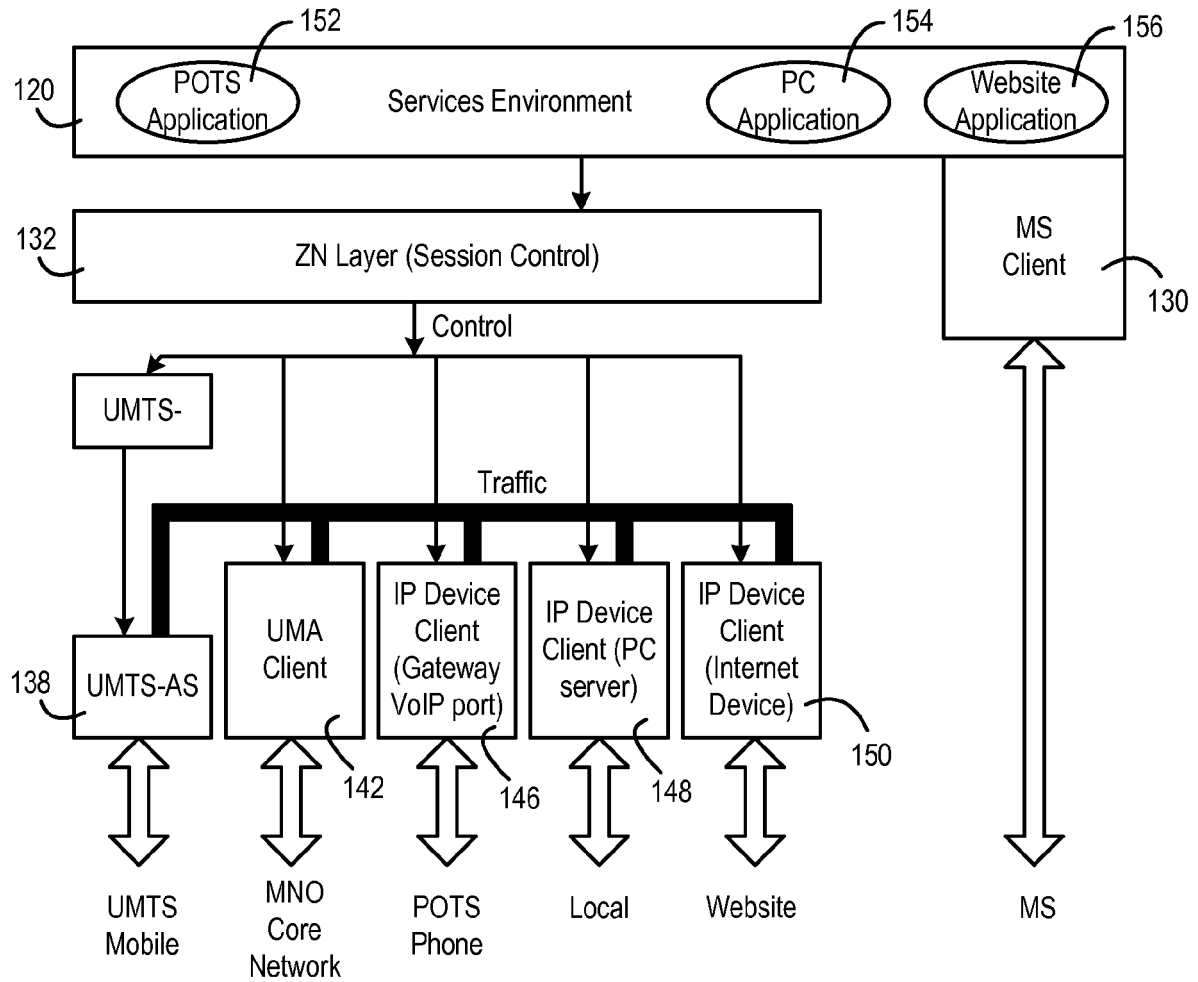 152
154
156
120
POTS
Application
Services Environment
PC
Application
Website
Application
132
ZN Layer (Session Control)
MS
Client
130
Control
UMTS-
Traffic
138
UMTS-AS
UMA
Client
IP Device
Client
(Gateway
VoIP port)
IP Device
Client (PC
server)
IP Device
Client
(Internet
Device)
142
146
148
150
UMTS
Mobile
MNO
Core
Network
POTS
Phone
Local
Website
MS